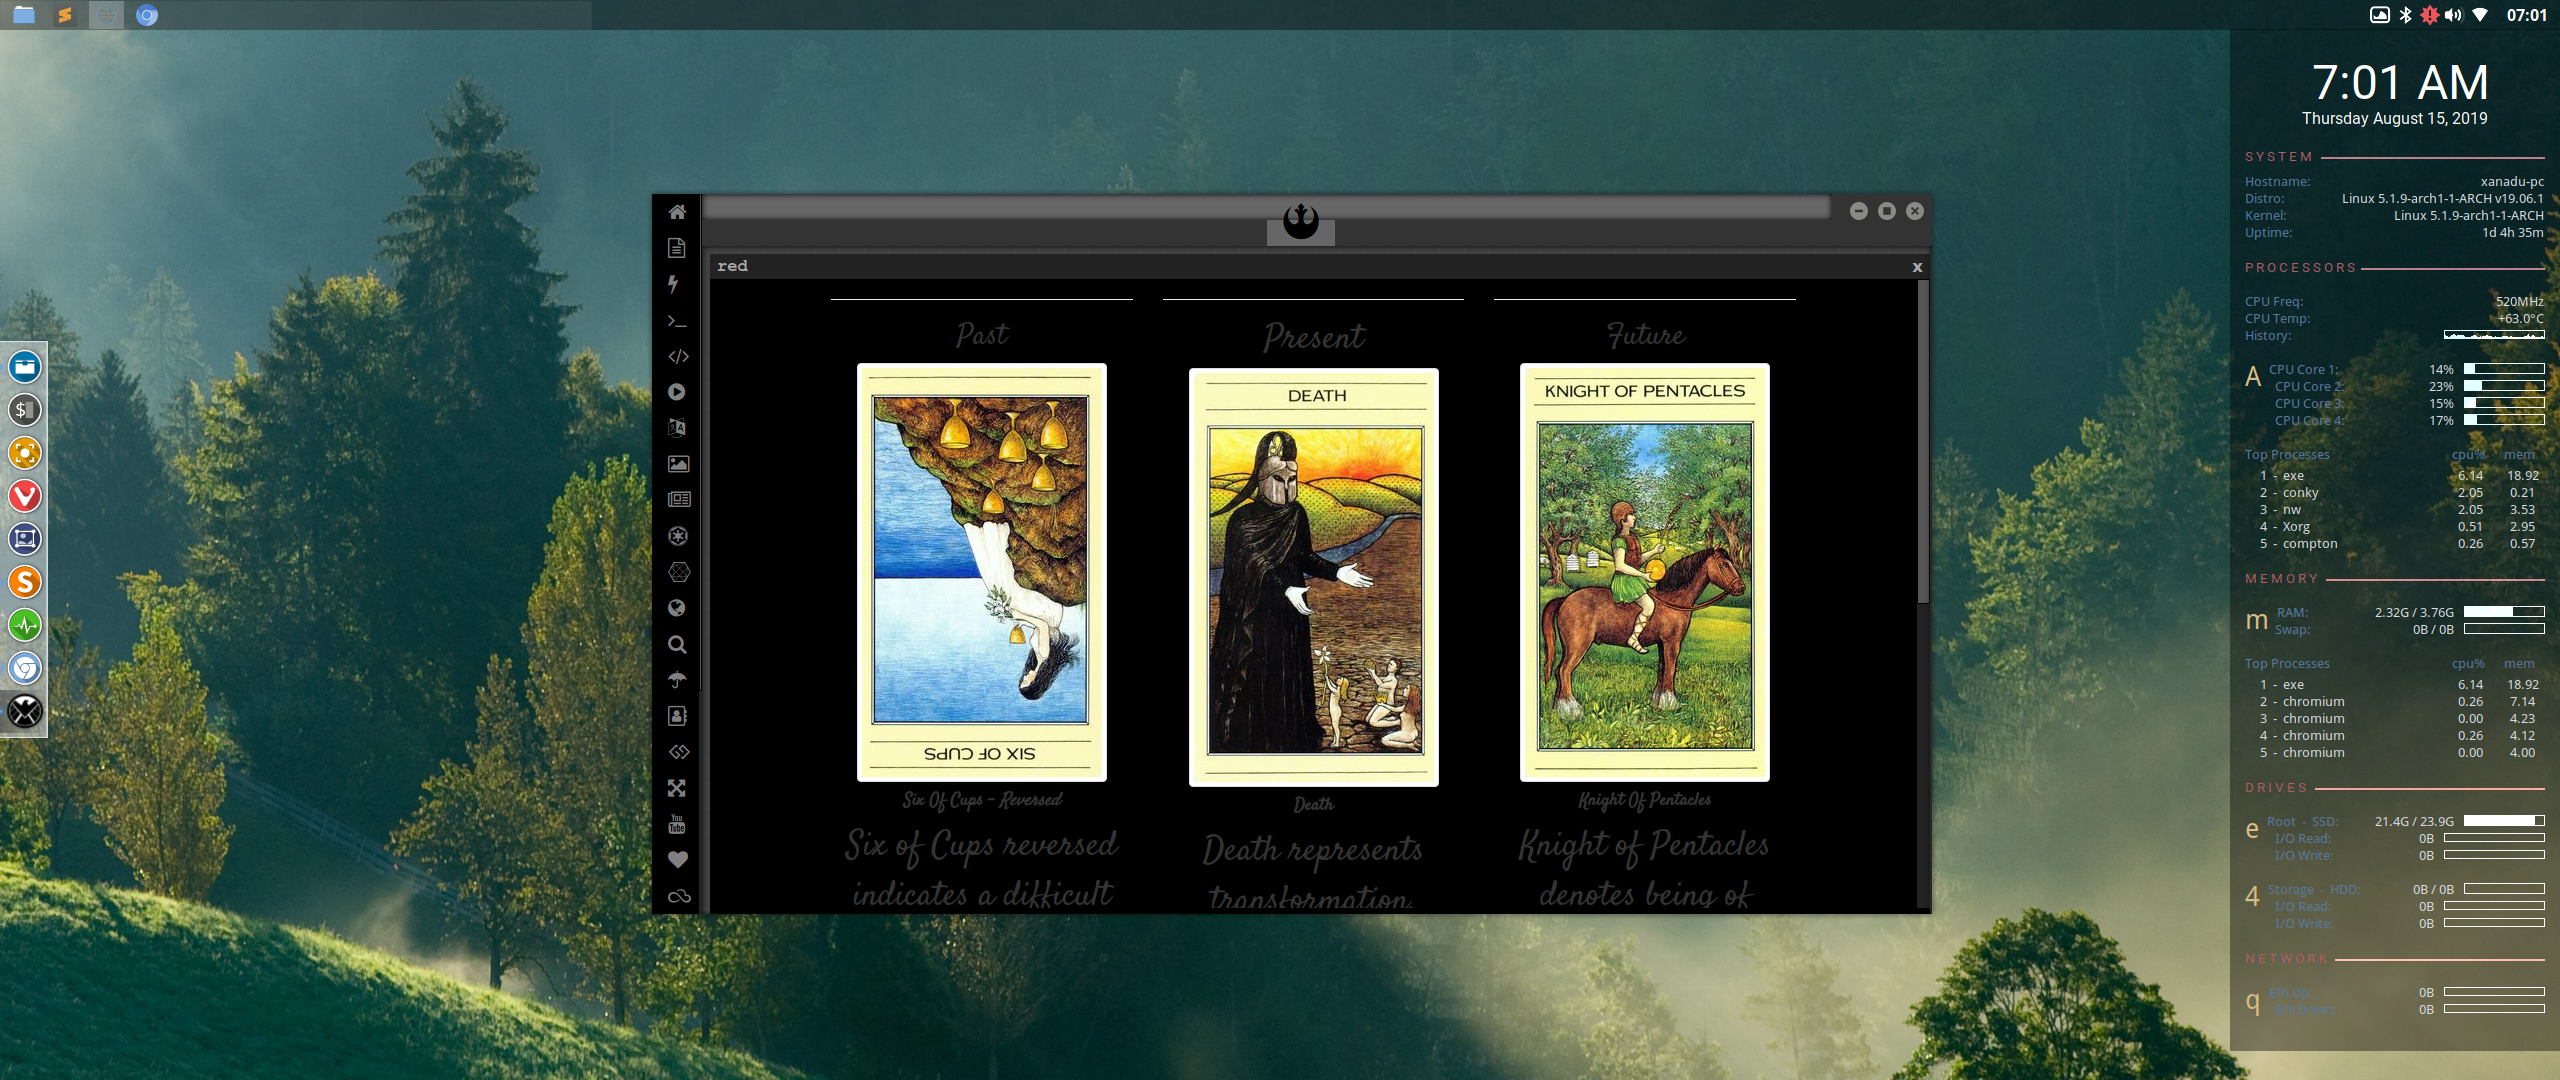 07:01
7:01 AM
Thursday August 15, 2019
SYSTEM
Hostname: xanadu-pc
Distro: Linux 5.1.9-arch1-1-ARCH v19.06.1
Kernel: Linux 5.1.9-arch1-1-ARCH
Uptime: 1d 4h 35m
PROCESSORS
CPU Freq: 520MHz
CPU Temp: +63.0°C
History:
A CPU Core 1: 14%
CPU Core 2: 23%
CPU Core 3: 15%
CPU Core 4: 17%
Top Processes cpu% mem
1 - exe 6.14 18.92
2 - conky 2.05 0.21
3 - nw 2.05 3.53
4 - Xorg 0.51 2.95
5 - compton 0.26 0.57
MEMORY
m RAM: 2.32G / 3.76G
Swap: 0B / 0B
Top Processes cpu% mem
1 - exe 6.14 18.92
2 - chromium 0.26 7.14
3 - chromium 0.00 4.23
4 - chromium 0.26 4.12
5 - chromium 0.00 4.00
DRIVES
e Root - SSD: 21.4G / 23.9G
I/O Read: 0B
I/O Write: 0B
4 Storage - HDD: 0B / 0B
I/O Read: 0B
I/O Write: 0B
NETWORK
q Eth Up: 0B
0B
red x
Past
SIX OF CUPS
Six Of Cups - Reversed
Six of Cups reversed
indicates a difficult
Present
DEATH
Death
Death represents
transformation,
Future
KNIGHT OF PENTACLES
Knight Of Pentacles
Knight of Pentacles
denotes being of
$
S
You
Tube